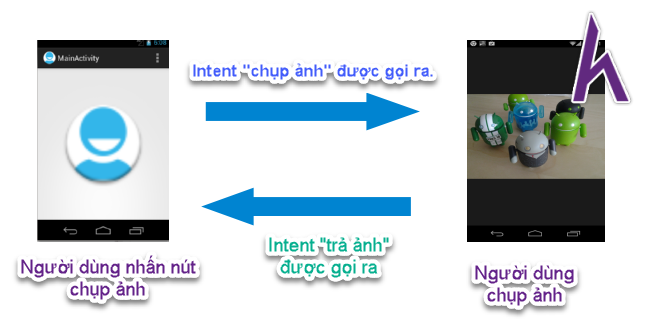 6:08
MainActivity
Intent "chụp ảnh" được gọi ra.
h
Intent "trả ảnh"
được gọi ra
Người dùng nhấn nút
chụp ảnh
Người dùng
chụp ảnh